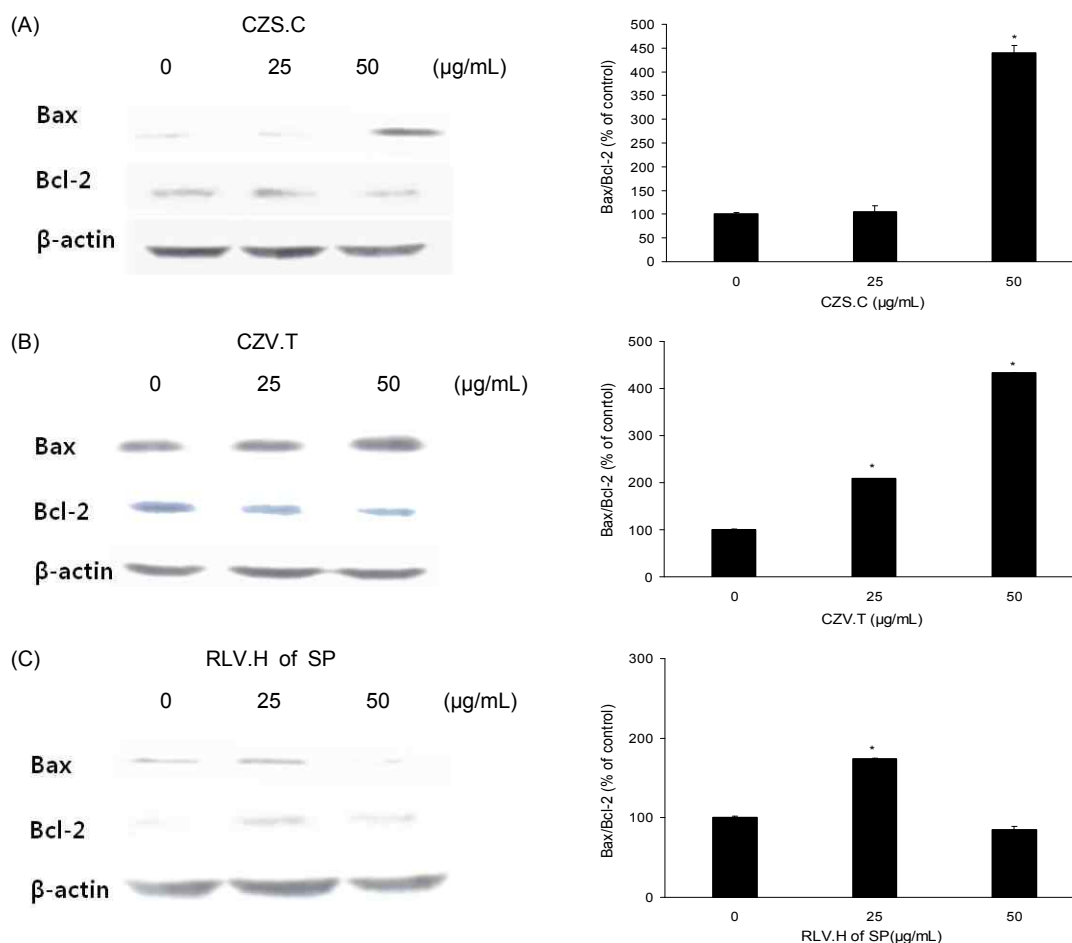 (A)
CZS.C
0 25 50 (µg/mL)
Bax
Bcl-2
β-actin
500
450
400
350
300
250
200
150
100
50
0
Bax/Bcl-2 (% of control)
*
0 25 50
CZS.C (µg/mL)
(B)
CZV.T
0 25 50 (µg/mL)
Bax
Bcl-2
β-actin
500
400
300
200
100
0
Bax/Bcl-2 (% of conrtol)
* *
0 25 50
CZV.T (µg/mL)
(C)
RLV.H of SP
0 25 50 (µg/mL)
Bax
Bcl-2
β-actin
300
200
100
0
Bax/Bcl-2 (% of control)
*
0 25 50
RLV.H of SP(µg/mL)